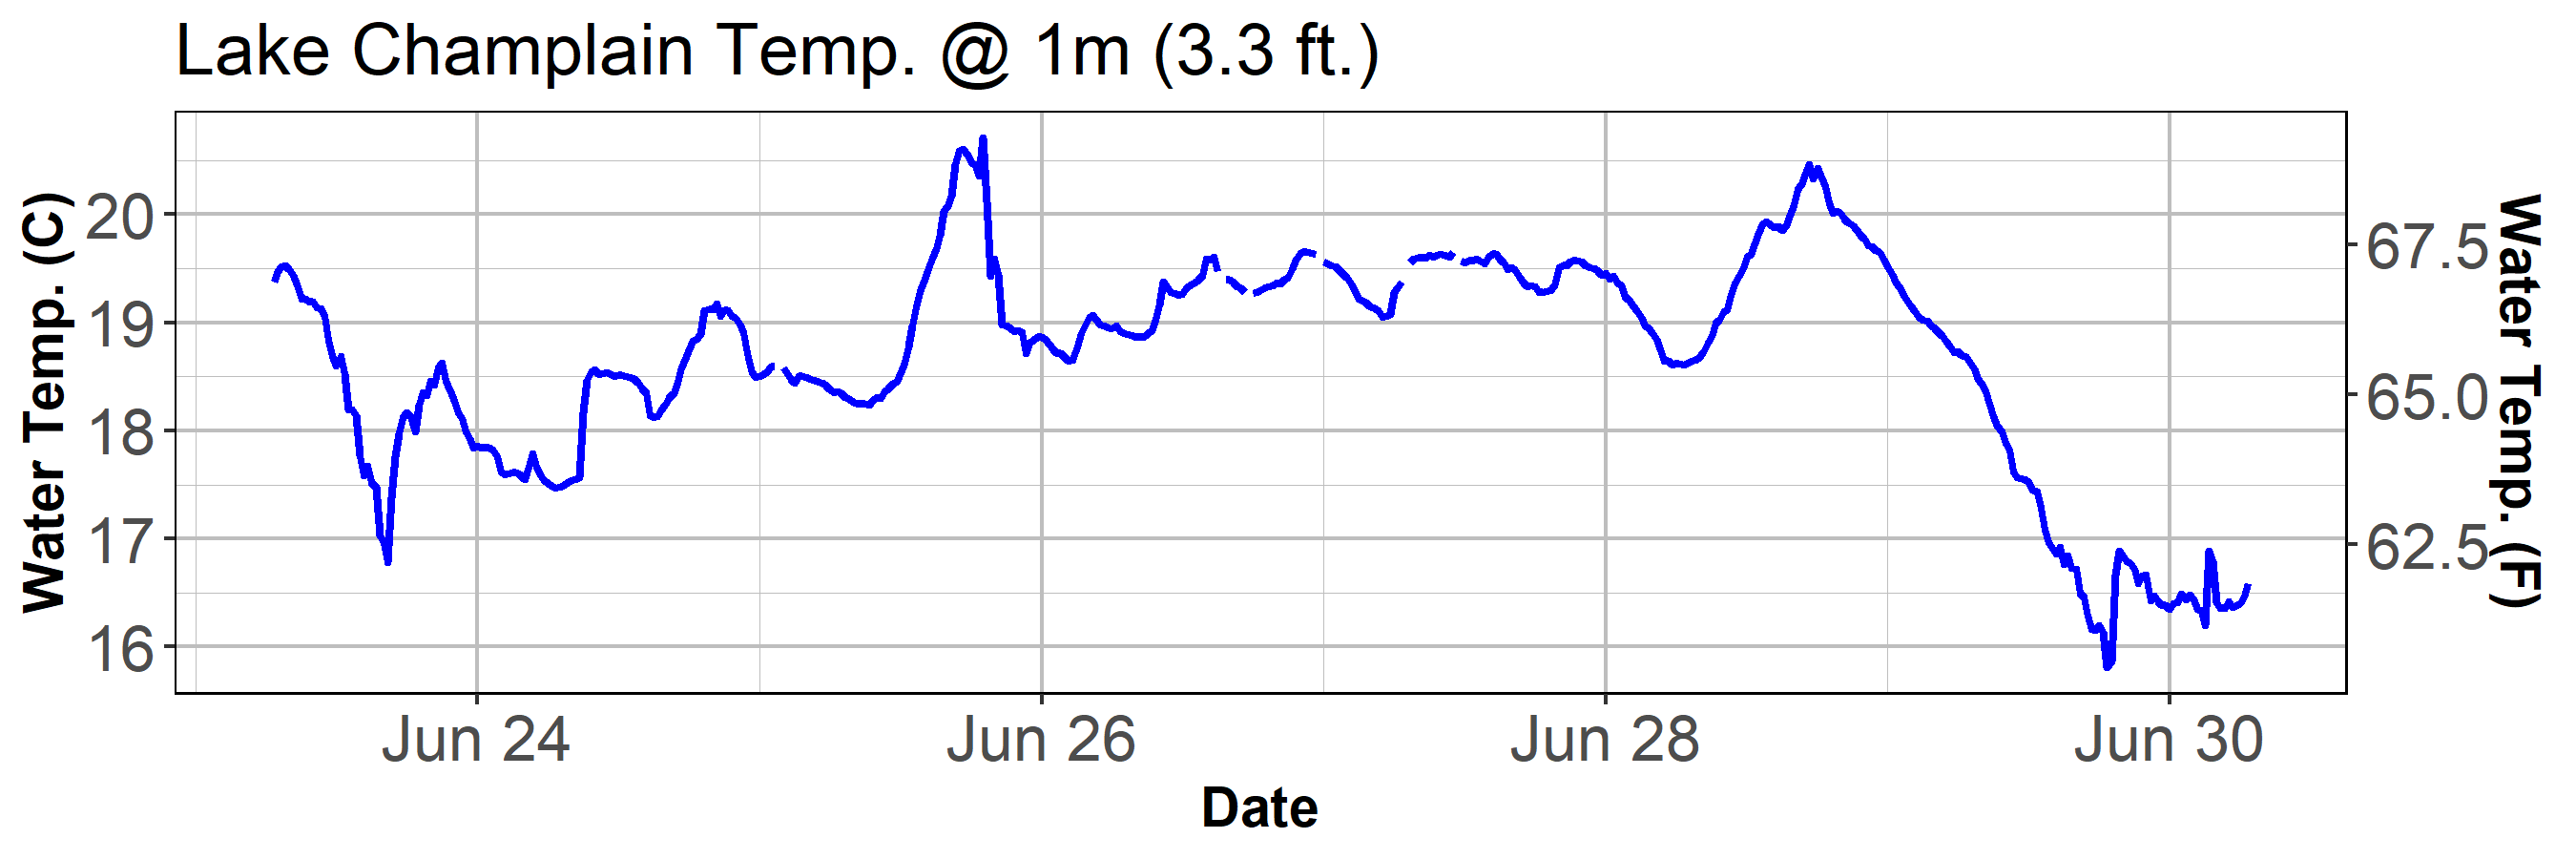 Lake Champlain Temp. @ 1m (3.3 ft.)
Water Temp. (C)
20
19
18
17
16
67.5
65.0
62.5
Water Temp. (F)
Jun 24
Jun 26
Jun 28
Jun 30
Date